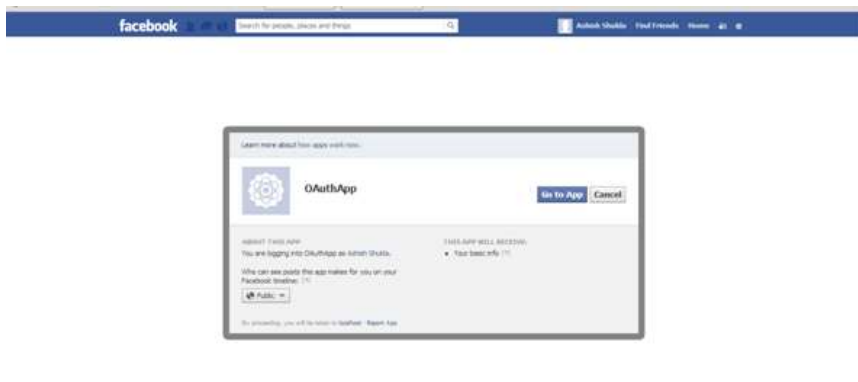 facebook
Search for people, places and things
Ashish Shukla Find Friends Home
Learn more about how apps work now.
OAuthApp
Go to App Cancel
ABOUT THIS APP
You are logging into OAuthApp as Ashish Shukla.
Who can see posts this app makes for you on your
Facebook timeline: [?]
Public
THIS APP WILL RECEIVE:
• Your basic info [?]
By proceeding, you will be taken to localhost · Report App